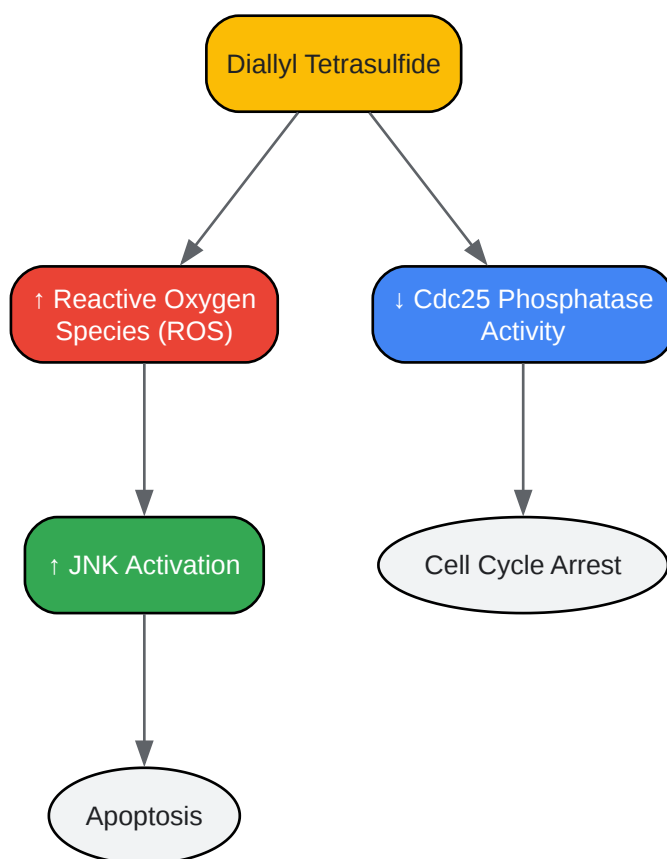 Diallyl Tetrasulfide
↑ Reactive Oxygen
Species (ROS)
↓ Cdc25 Phosphatase
Activity
↑ JNK Activation
Cell Cycle Arrest
Apoptosis